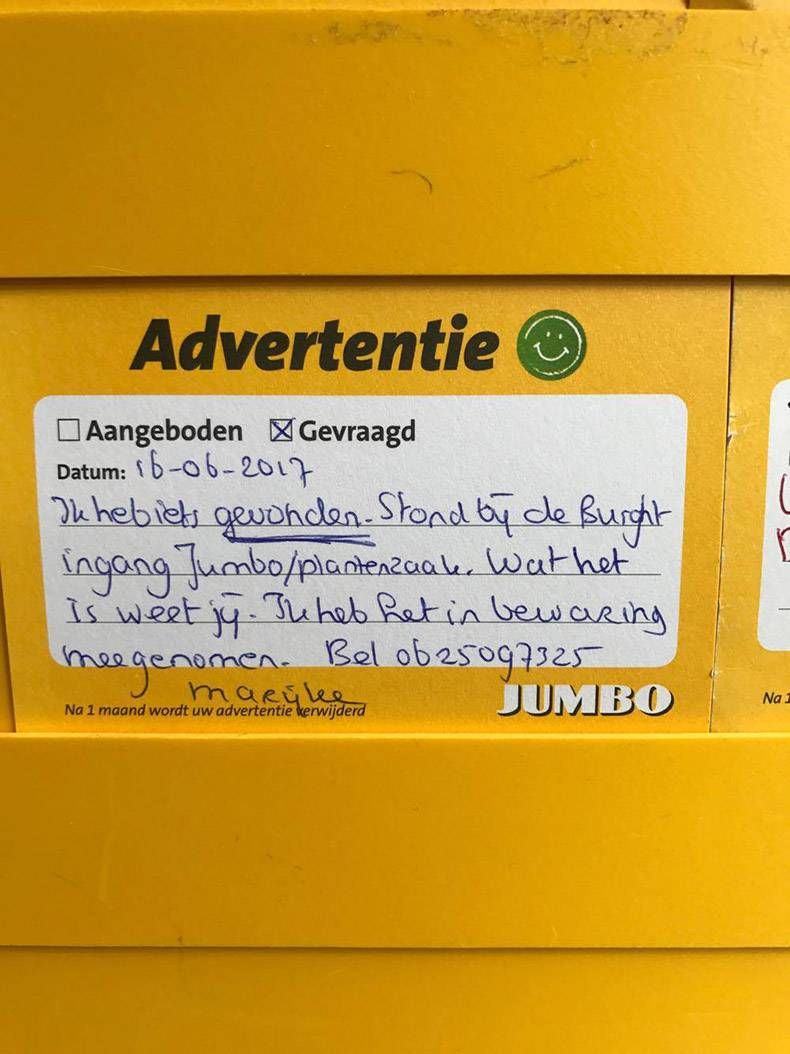 Advertentie
☐ Aangeboden ☒ Gevraagd
Datum: 16-06-2017
Ik heb iets gevonden. Stond bij de Burght
ingang Jumbo/plantenzaak. Wat het
is weet jij. Ik heb het in bewaring
meegenomen. Bel 0625097325
Marijke
Na 1 maand wordt uw advertentie verwijderd
JUMBO
Na 1